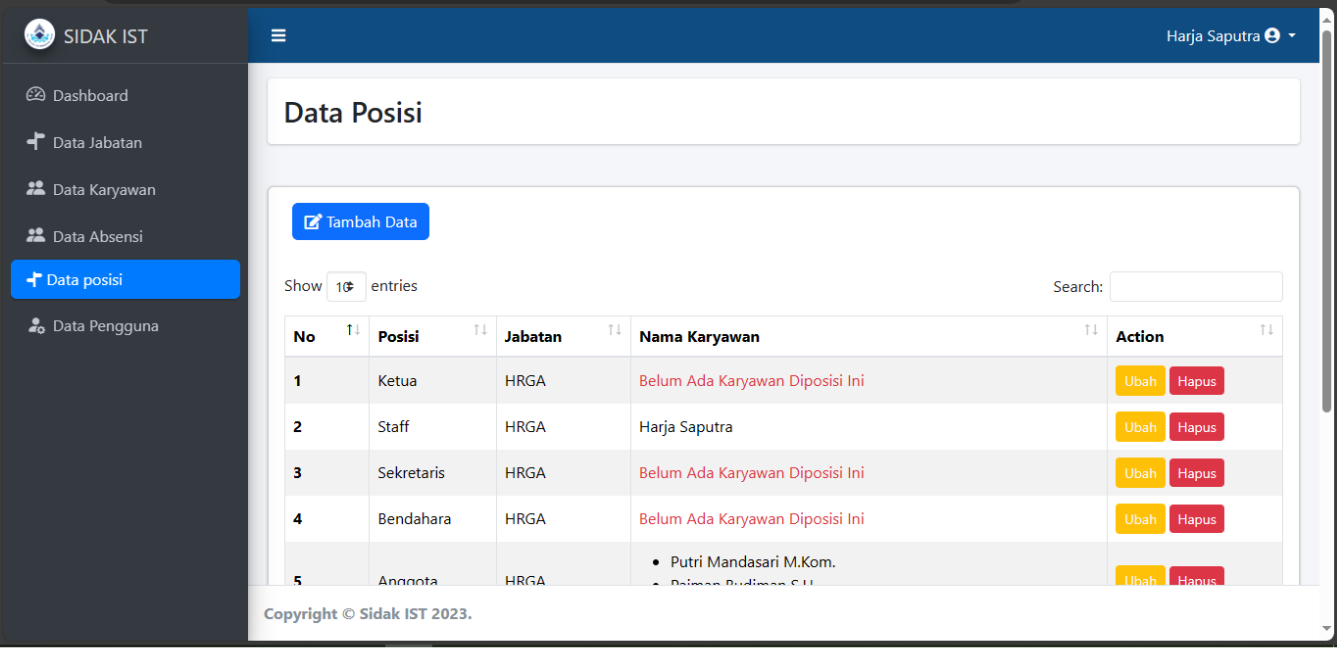 SIDAK IST
Harja Saputra
Dashboard
Data Jabatan
Data Karyawan
Data Absensi
Data posisi
Data Pengguna
Data Posisi
Tambah Data
Show 10 entries
Search:
No Posisi Jabatan Nama Karyawan Action
1 Ketua HRGA Belum Ada Karyawan Diposisi Ini Ubah Hapus
2 Staff HRGA Harja Saputra Ubah Hapus
3 Sekretaris HRGA Belum Ada Karyawan Diposisi Ini Ubah Hapus
4 Bendahara HRGA Belum Ada Karyawan Diposisi Ini Ubah Hapus
• Putri Mandasari M.Kom.
5 Anggota HRGA • Paiman Budiman S.H. Ubah Hapus
Copyright © Sidak IST 2023.